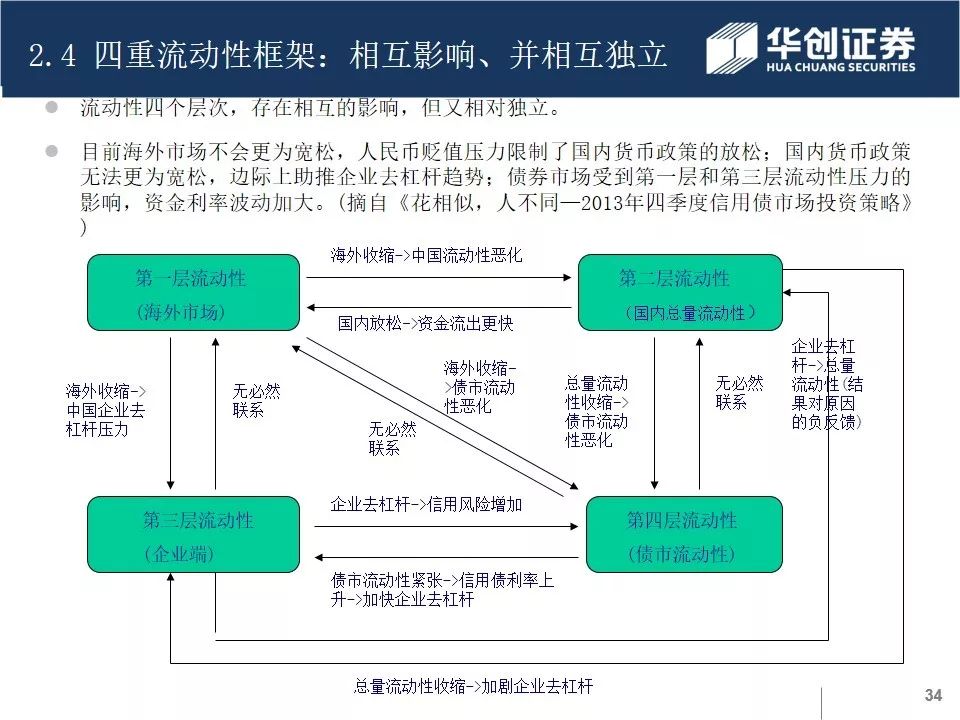 2.4 四重流动性框架：相互影响、并相互独立
华创证券
HUA CHUANG SECURITIES
流动性四个层次，存在相互的影响，但又相对独立。
目前海外市场不会更为宽松，人民币贬值压力限制了国内货币政策的放松；国内货币政策
无法更为宽松，边际上助推企业去杠杆趋势；债券市场受到第一层和第三层流动性压力的
影响，资金利率波动加大。(摘自《花相似，人不同—2013年四季度信用债市场投资策略》
)
海外收缩->中国流动性恶化
第一层流动性
(海外市场)
第二层流动性
（国内总量流动性）
国内放松->资金流出更快
海外收缩->
中国企业去
杠杆压力
无必然
联系
海外收缩-
>债市流动
性恶化
无必然
联系
总量流动
性收缩->
债市流动
性恶化
无必然
联系
企业去杠
杆->总量
流动性(结
果对原因
的负反馈)
第三层流动性
(企业端)
企业去杠杆->信用风险增加
第四层流动性
(债市流动性)
债市流动性紧张->信用债利率上
升->加快企业去杠杆
总量流动性收缩->加剧企业去杠杆
34